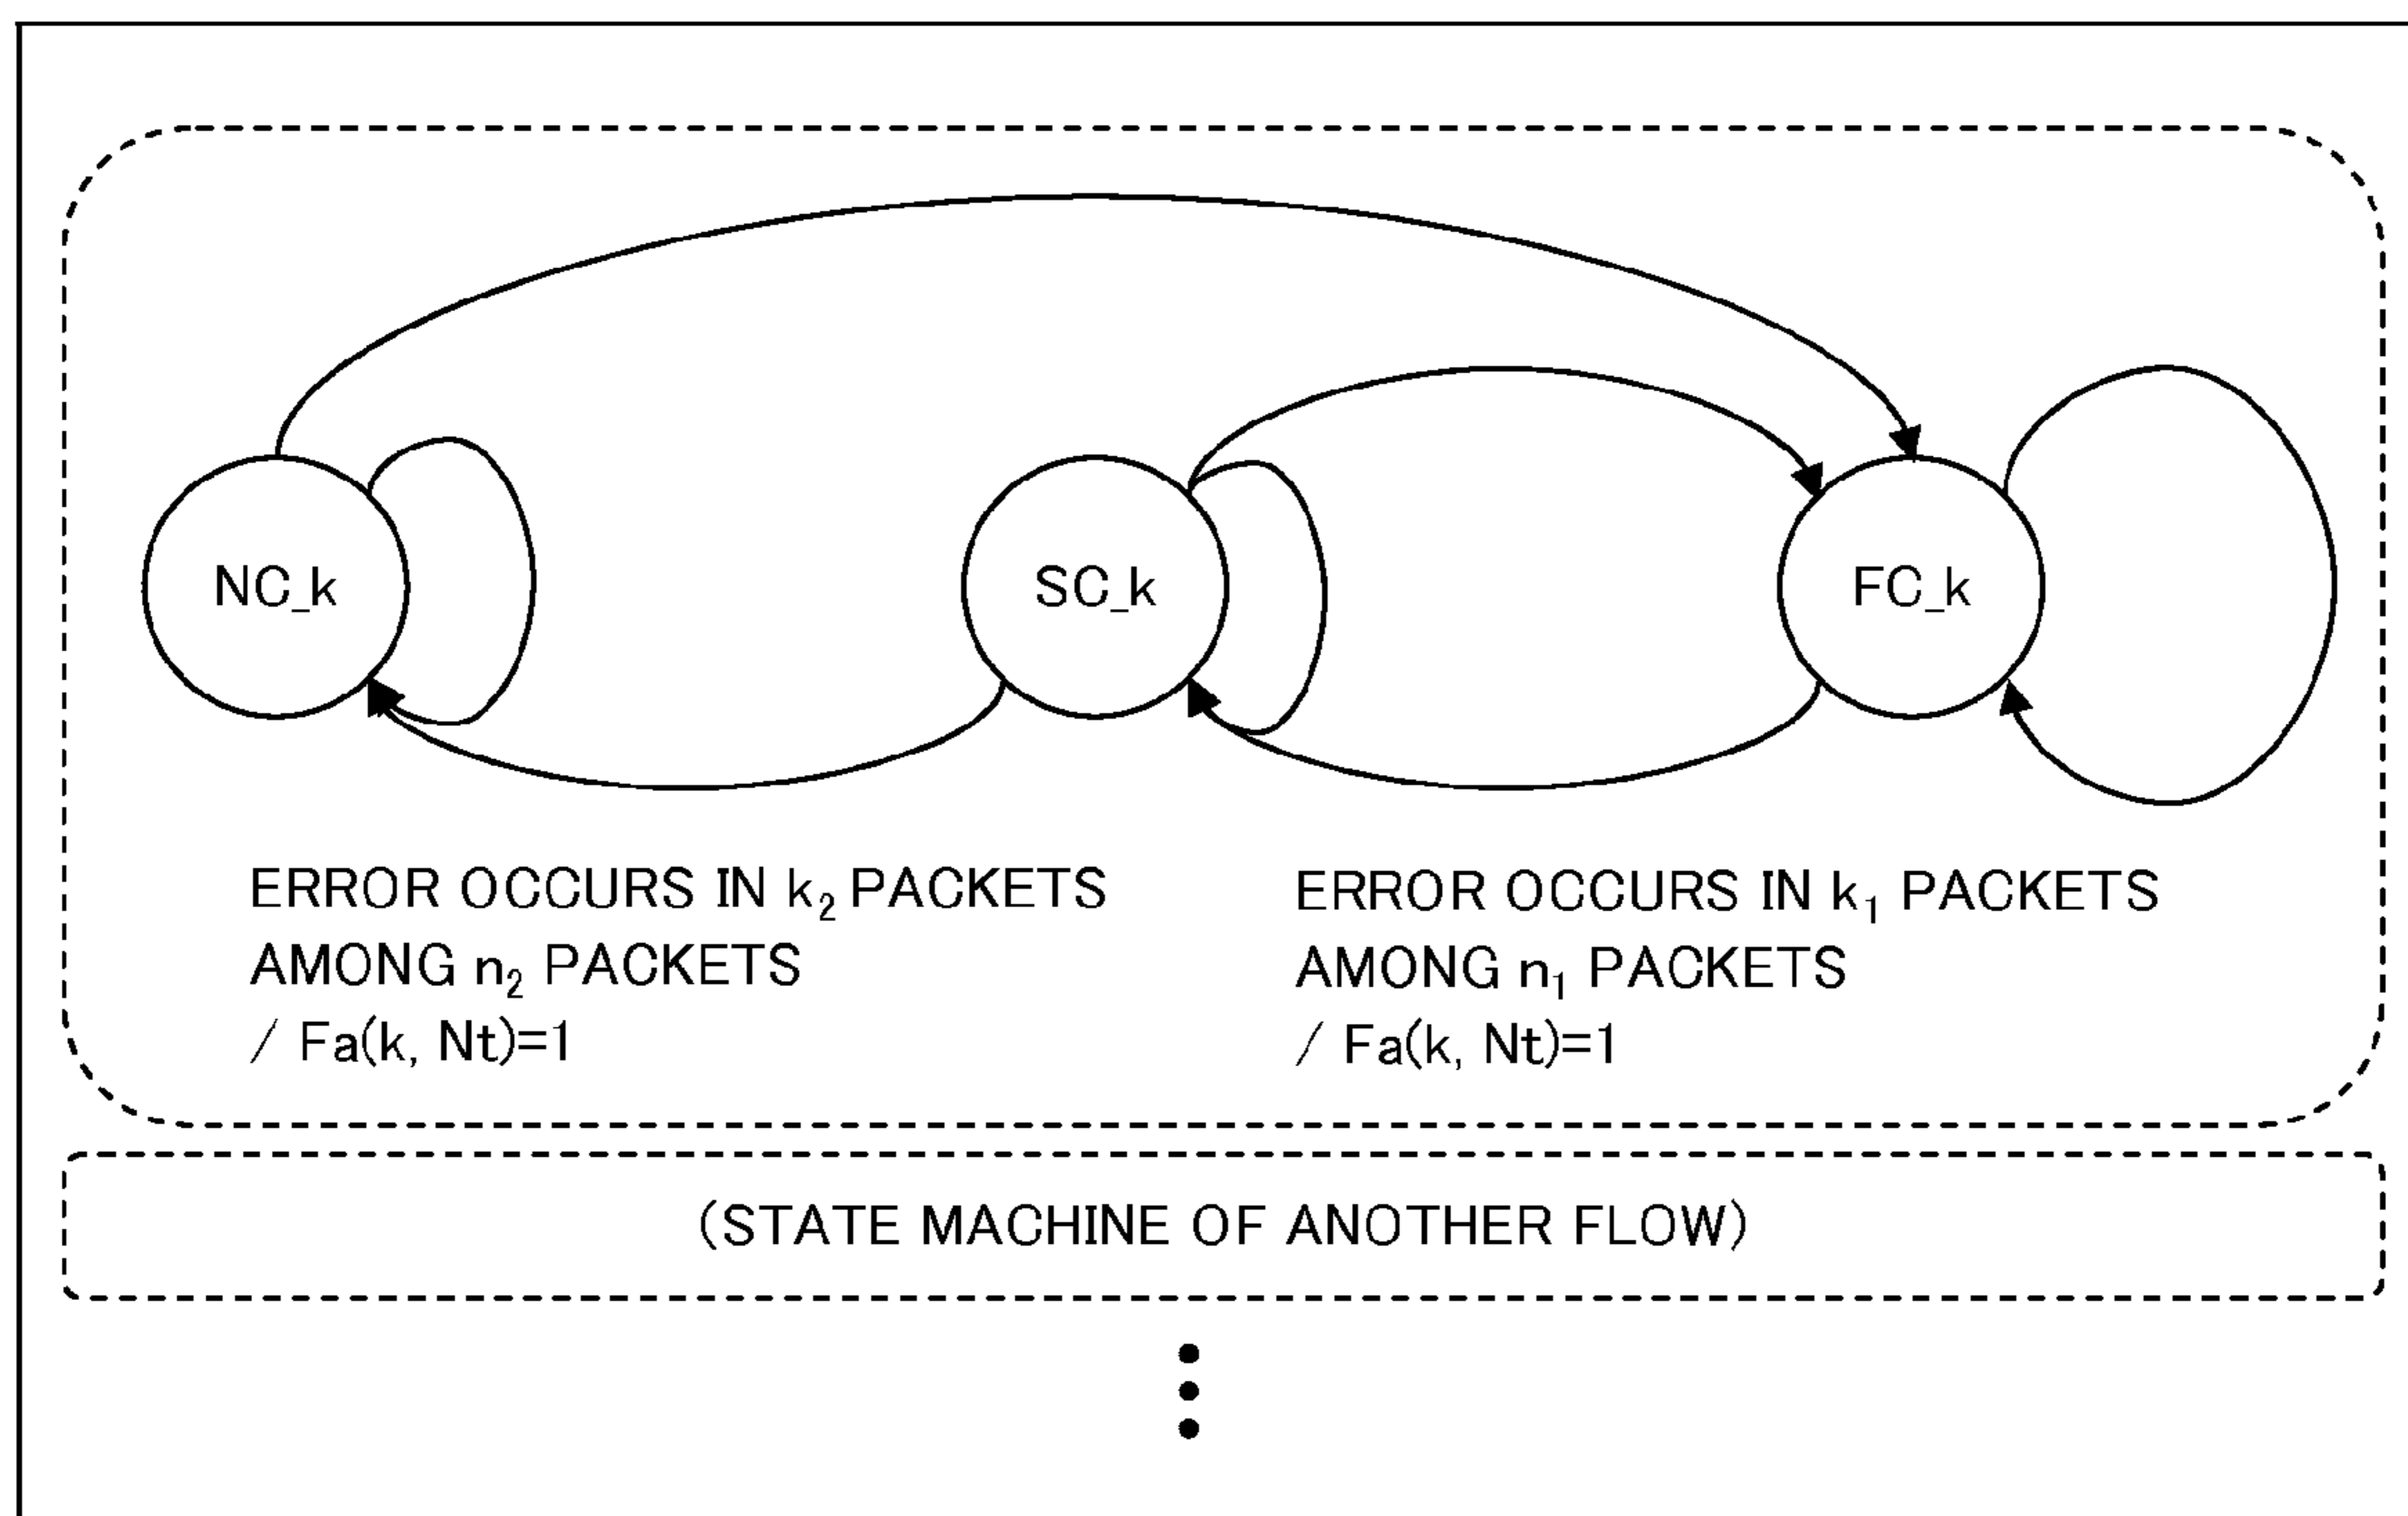 NC_k
SC_k
FC_k
ERROR OCCURS IN k₂ PACKETS
AMONG n₂ PACKETS
/ Fa(k, Nt)=1
ERROR OCCURS IN k₁ PACKETS
AMONG n₁ PACKETS
/ Fa(k, Nt)=1
(STATE MACHINE OF ANOTHER FLOW)